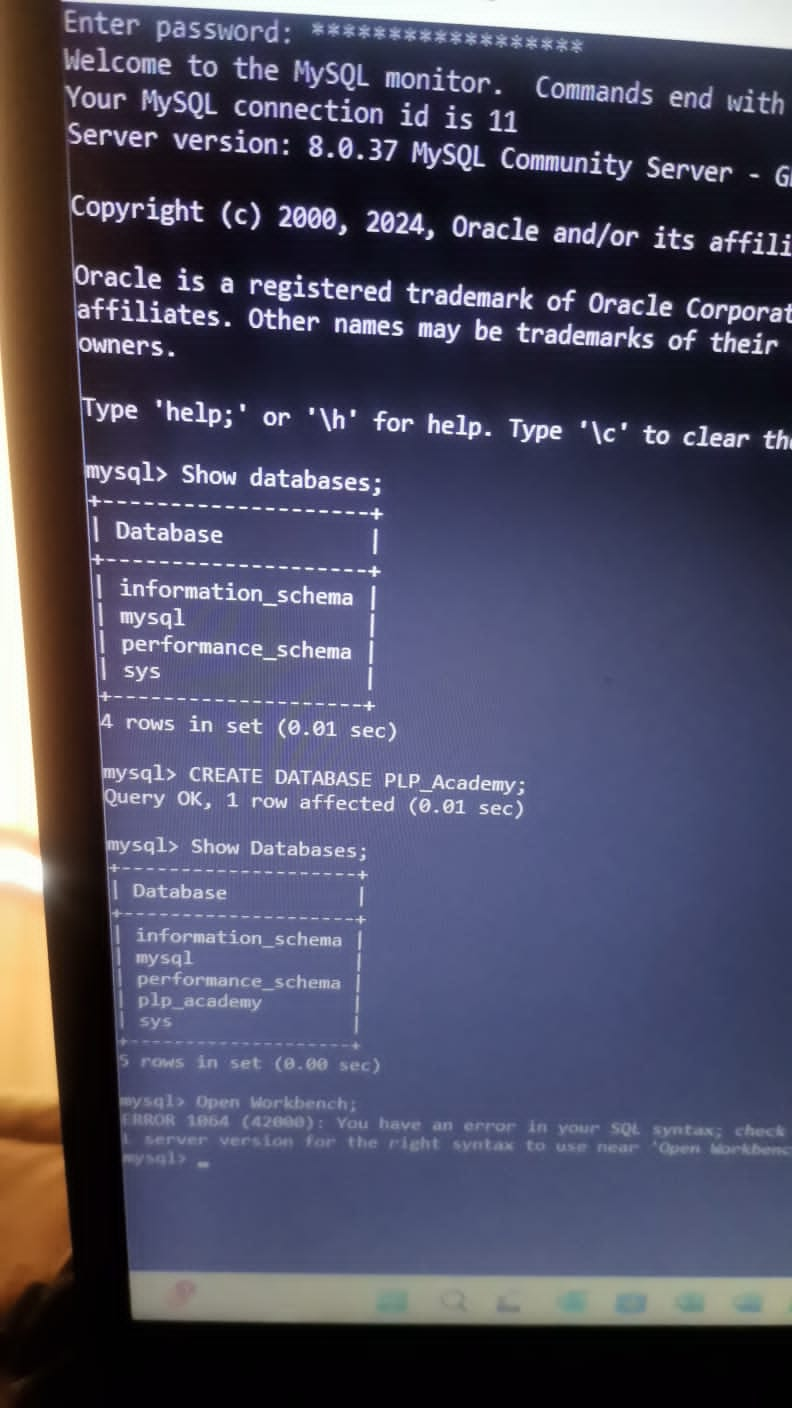 Enter password: ******************
Welcome to the MySQL monitor.  Commands end with
Your MySQL connection id is 11
Server version: 8.0.37 MySQL Community Server -
Copyright (c) 2000, 2024, Oracle and/or its affili
Oracle is a registered trademark of Oracle Corporat
affiliates. Other names may be trademarks of their
owners.
Type 'help;' or '\h' for help. Type '\c' to clear the
mysql> Show databases;
+--------------------+
| Database           |
+--------------------+
| information_schema |
| mysql              |
| performance_schema |
| sys                |
+--------------------+
4 rows in set (0.01 sec)
mysql> CREATE DATABASE PLP_Academy;
Query OK, 1 row affected (0.01 sec)
mysql> Show Databases;
+--------------------+
| Database           |
+--------------------+
| information_schema |
| mysql              |
| performance_schema |
| plp_academy        |
| sys                |
+--------------------+
5 rows in set (0.00 sec)
mysql> Open Workbench;
ERROR 1064 (42000): You have an error in your SQL syntax; check
L server version for the right syntax to use near 'Open Workbenc
mysql> _